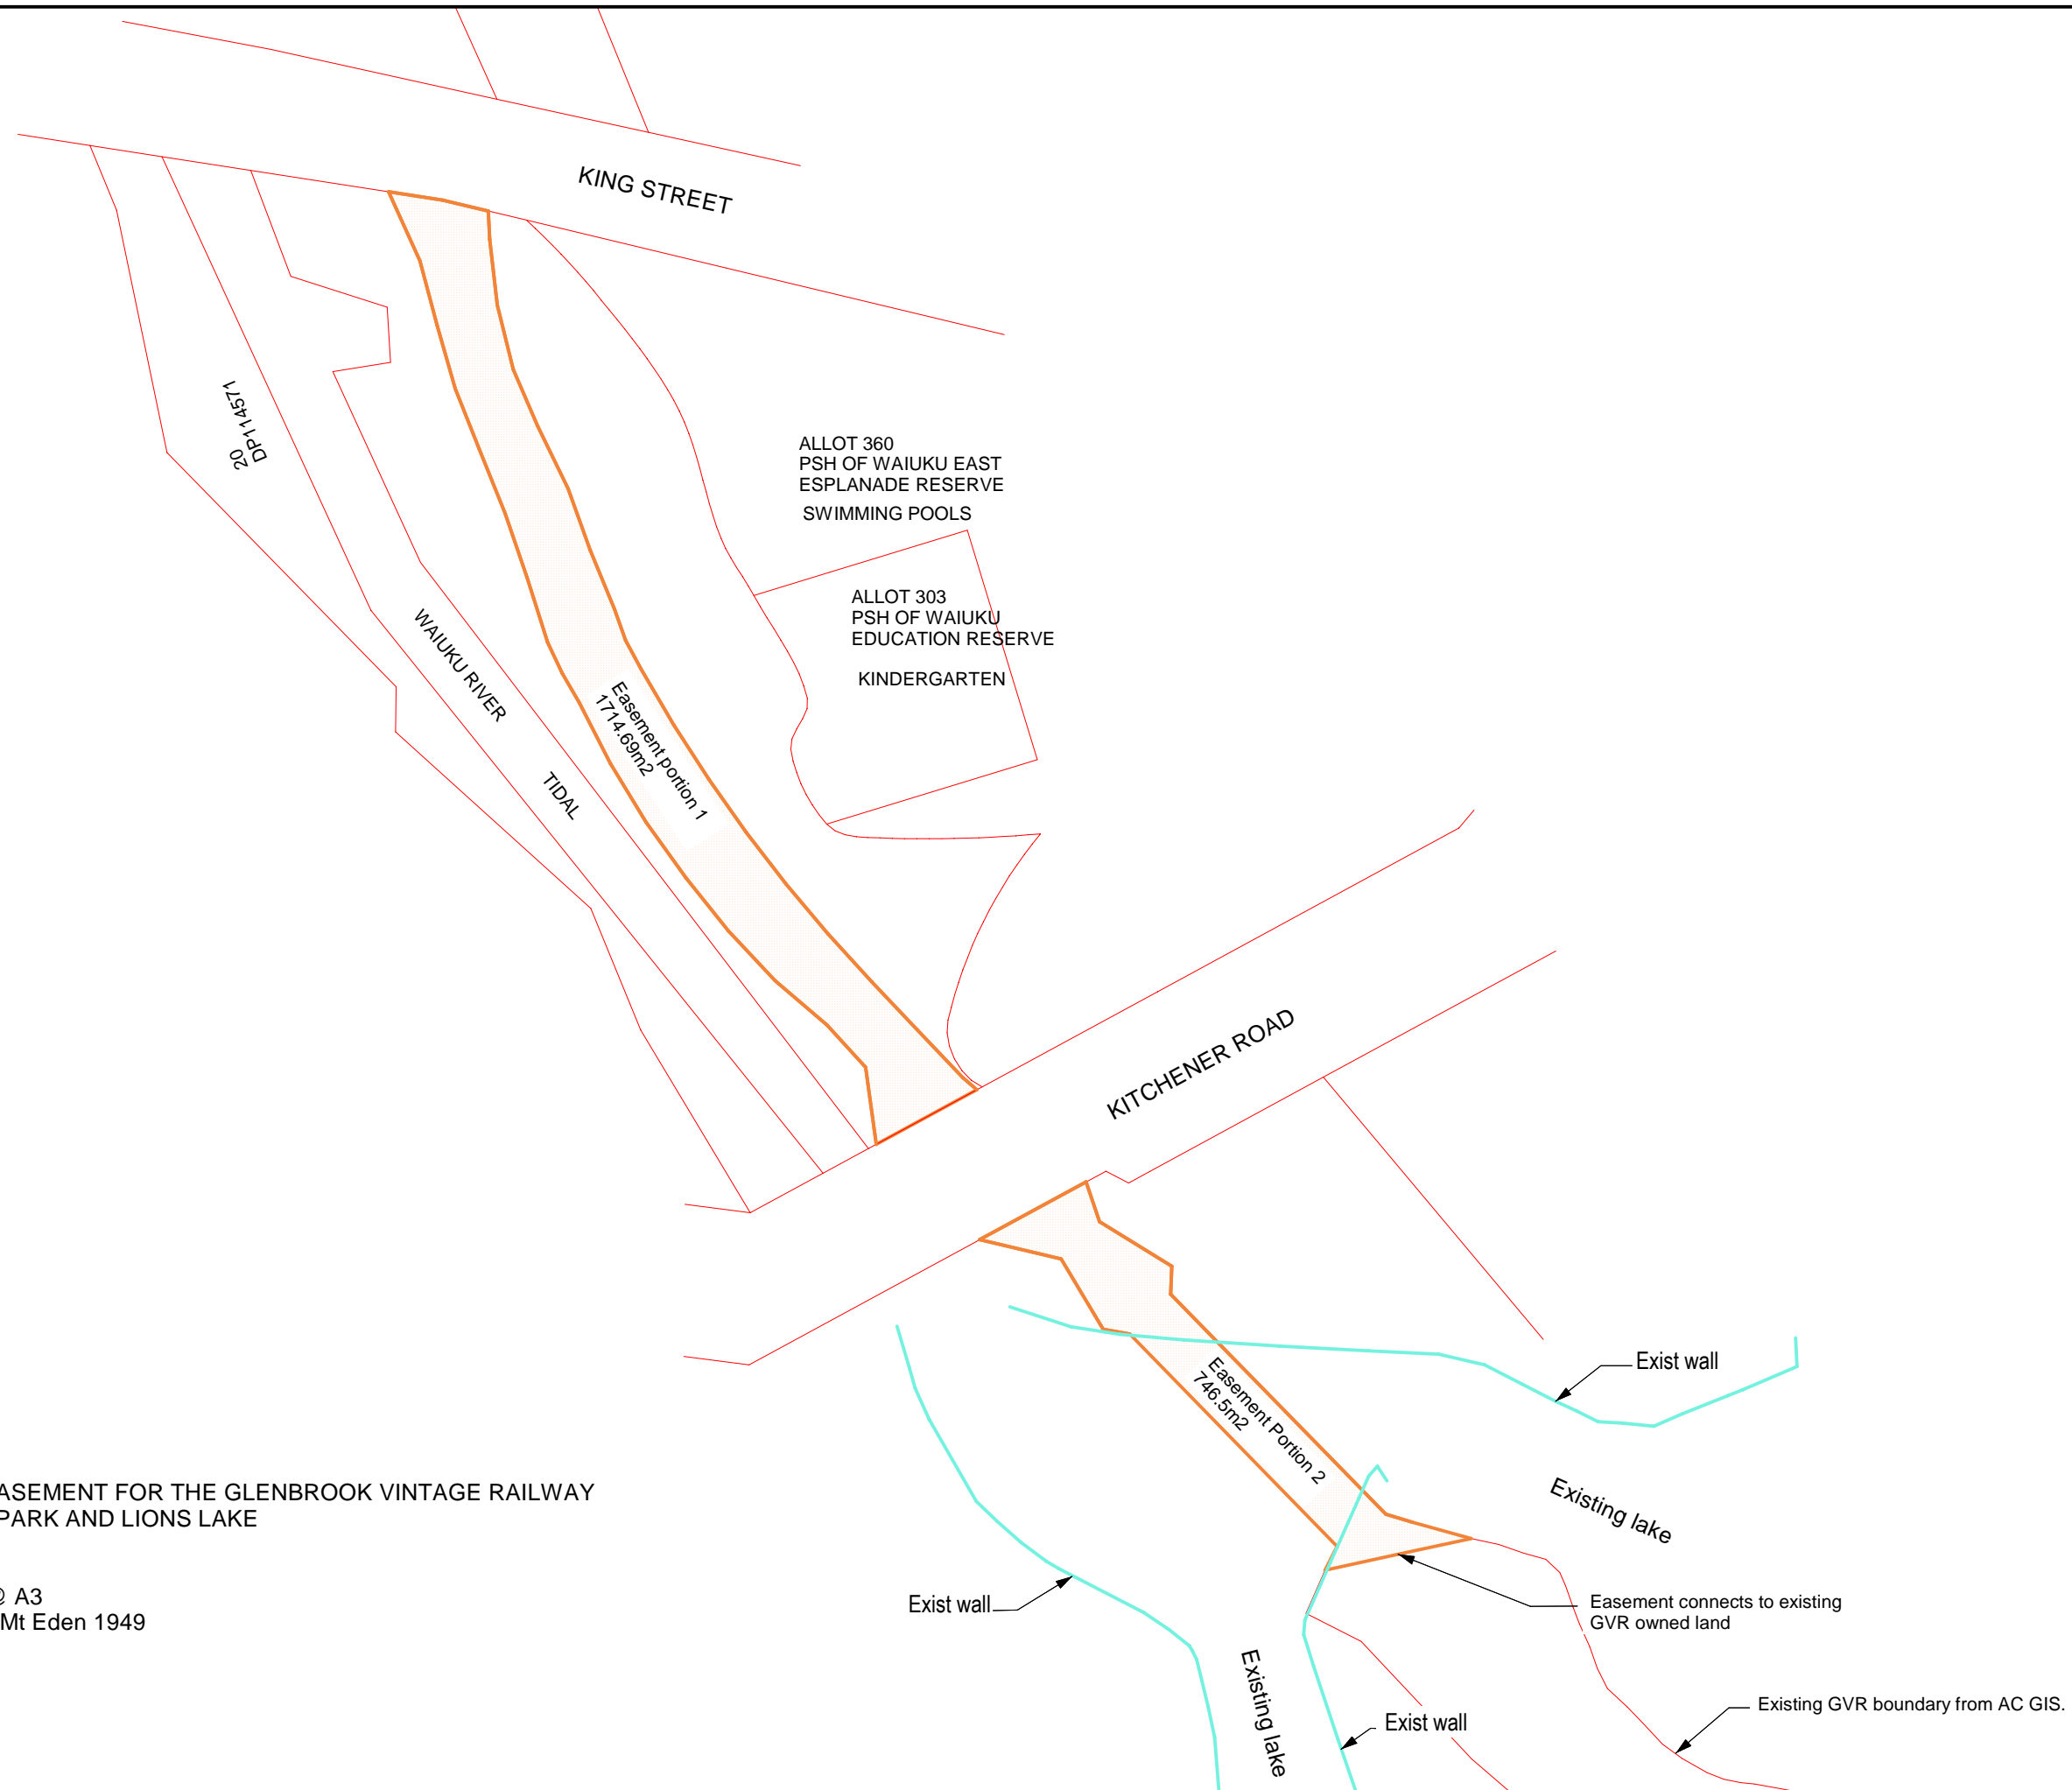 KING STREET
20
DP114571
ALLOT 360
PSH OF WAIUKU EAST
ESPLANADE RESERVE
SWIMMING POOLS
ALLOT 303
PSH OF WAIUKU
EDUCATION RESERVE
KINDERGARTEN
WAIUKU RIVER
TIDAL
Easement portion 1
1714.69m2
KITCHENER ROAD
Exist wall
Easement Portion 2
746.5m2
Existing lake
ASEMENT FOR THE GLENBROOK VINTAGE RAILWAY
PARK AND LIONS LAKE
@ A3
Mt Eden 1949
Exist wall
Easement connects to existing
GVR owned land
Existing lake
Exist wall
Existing GVR boundary from AC GIS.